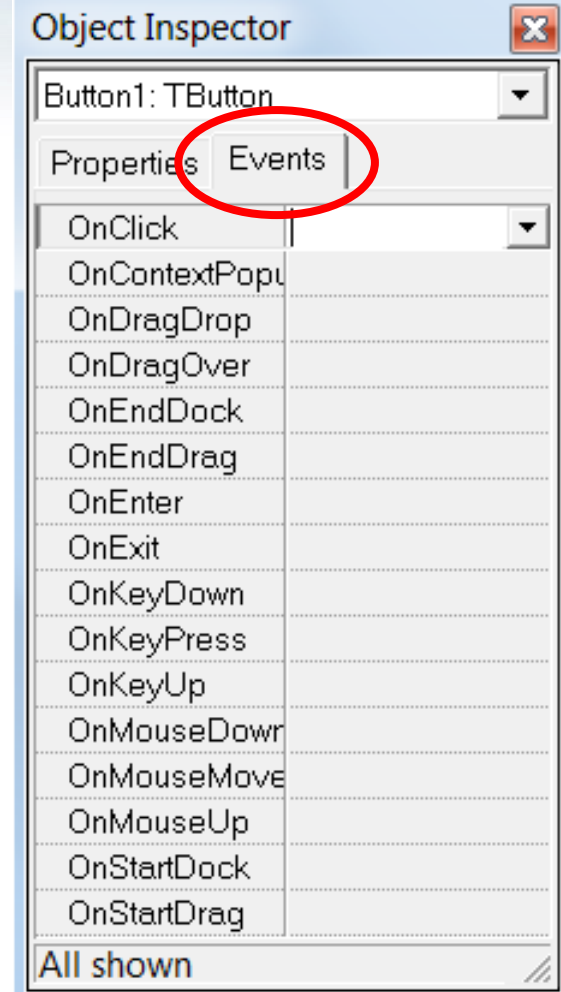 Object Inspector
Button1: TButton
Properties Events
OnClick
OnContextPopu
OnDragDrop
OnDragOver
OnEndDock
OnEndDrag
OnEnter
OnExit
OnKeyDown
OnKeyPress
OnKeyUp
OnMouseDown
OnMouseMove
OnMouseUp
OnStartDock
OnStartDrag
All shown